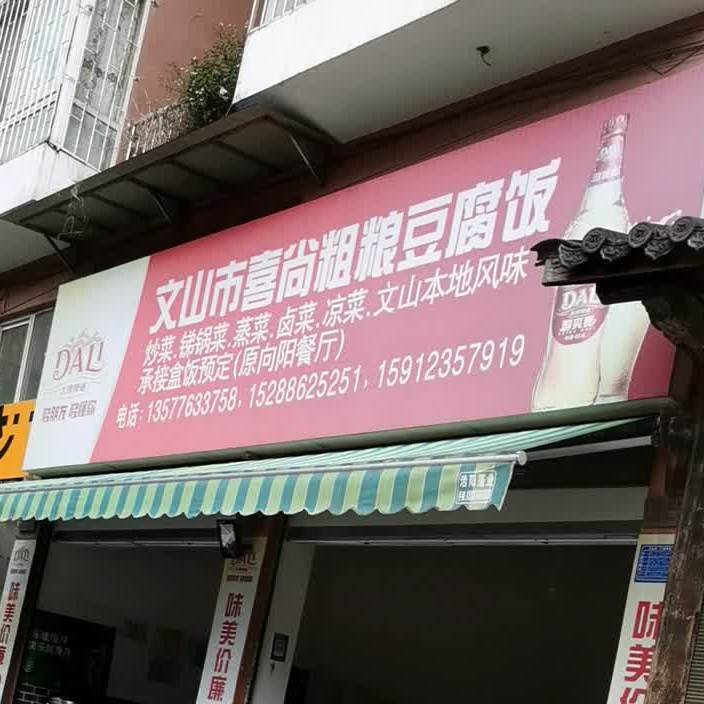 文山市喜尚粗粮豆腐饭
炒菜.锑锅菜.蒸菜.卤菜.凉菜.文山本地风味
承接盒饭预定(原向阳餐厅)
电话:13577633758,15288625251,15912357919
DALI
DALI
味美价廉
味美价廉
味美价